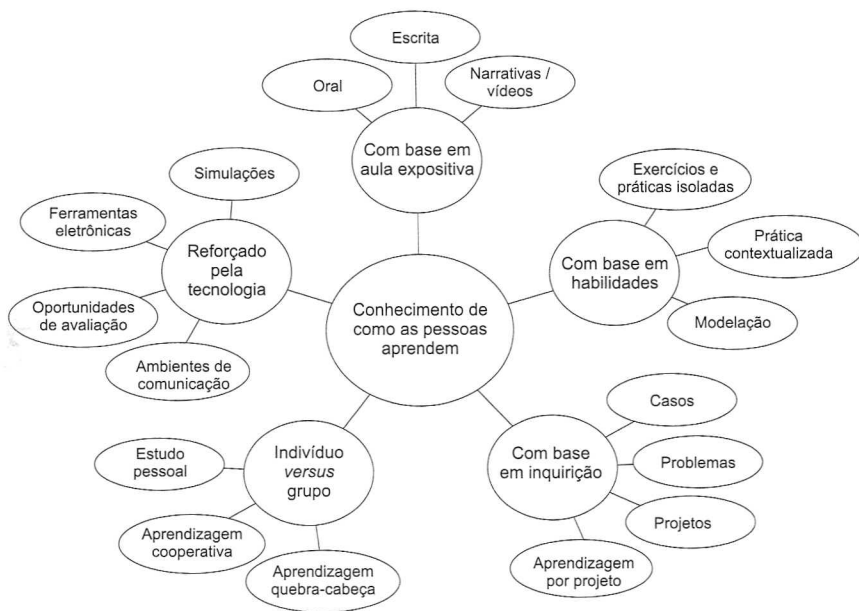 Escrita
Oral
Narrativas /
vídeos
Com base em
aula expositiva
Simulações
Ferramentas
eletrônicas
Reforçado
pela
tecnologia
Oportunidades
de avaliação
Ambientes de
comunicação
Exercícios e
práticas isoladas
Prática
contextualizada
Com base em
habilidades
Modelação
Conhecimento de
como as pessoas
aprendem
Indivíduo
versus
grupo
Estudo
pessoal
Aprendizagem
cooperativa
Aprendizagem
quebra-cabeça
Com base
em inquirição
Casos
Problemas
Projetos
Aprendizagem
por projeto